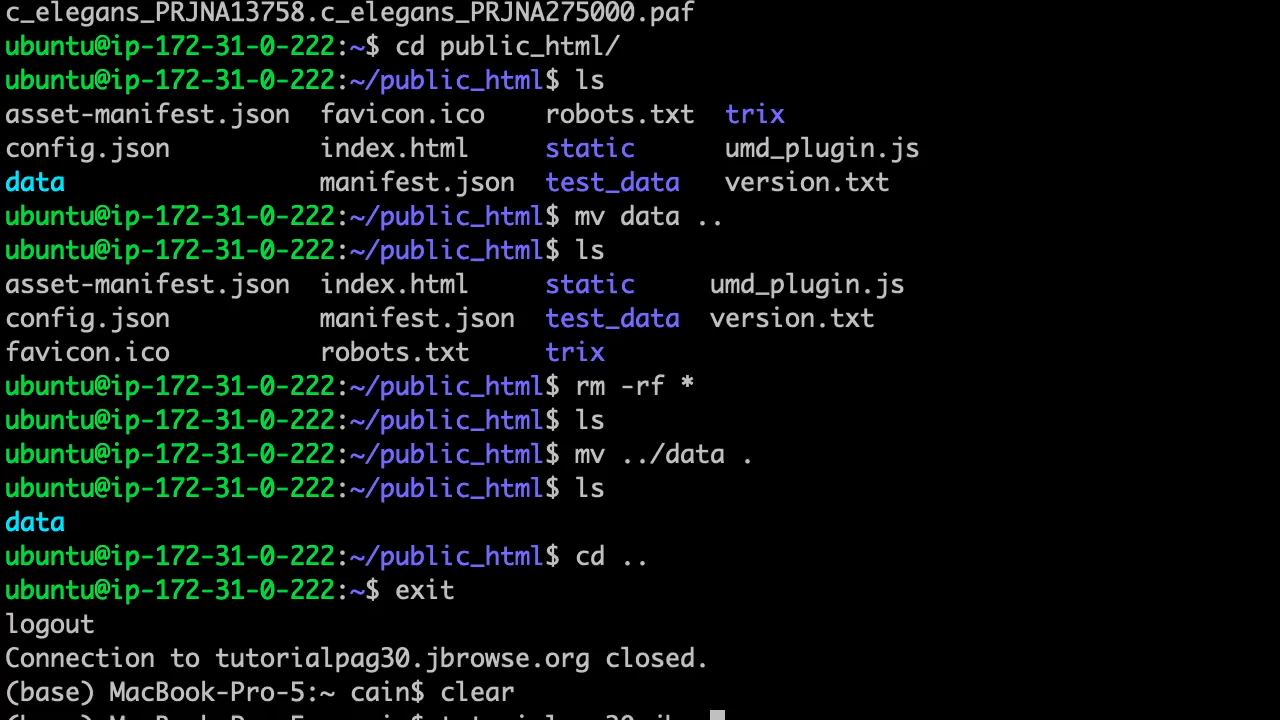 c_elegans_PRJNA13758.c_elegans_PRJNA275000.paf
ubuntu@ip-172-31-0-222:~$ cd public_html/
ubuntu@ip-172-31-0-222:~/public_html$ ls
asset-manifest.json favicon.ico robots.txt trix
config.json index.html static umd_plugin.js
data manifest.json test_data version.txt
ubuntu@ip-172-31-0-222:~/public_html$ mv data ..
ubuntu@ip-172-31-0-222:~/public_html$ ls
asset-manifest.json index.html static umd_plugin.js
config.json manifest.json test_data version.txt
favicon.ico robots.txt trix
ubuntu@ip-172-31-0-222:~/public_html$ rm -rf *
ubuntu@ip-172-31-0-222:~/public_html$ ls
ubuntu@ip-172-31-0-222:~/public_html$ mv ../data .
ubuntu@ip-172-31-0-222:~/public_html$ ls
data
ubuntu@ip-172-31-0-222:~/public_html$ cd ..
ubuntu@ip-172-31-0-222:~$ exit
logout
Connection to tutorialpag30.jbrowse.org closed.
(base) MacBook-Pro-5:~ cain$ clear